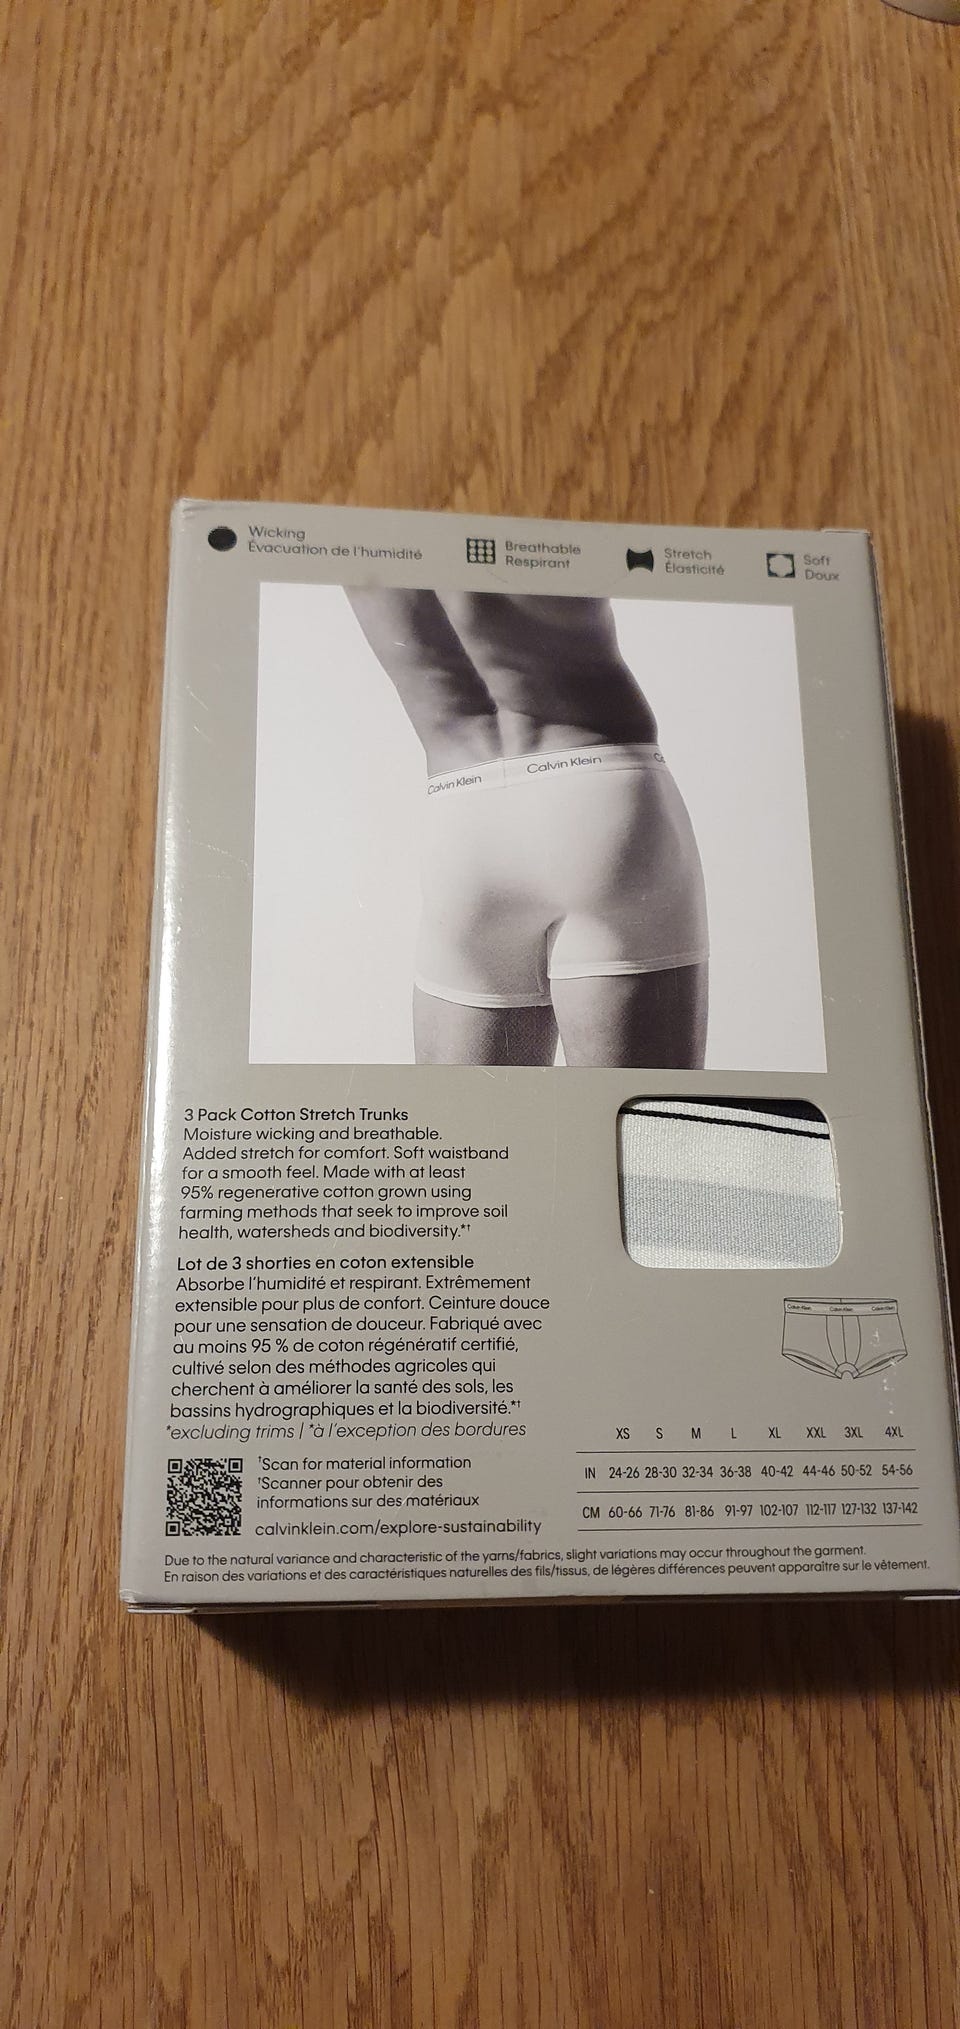 Wicking
Évacuation de l'humidité
Breathable
Respirant
Stretch
Élasticité
Soft
Doux
Calvin Klein
Calvin Klein
Ca
3 Pack Cotton Stretch Trunks
Moisture wicking and breathable.
Added stretch for comfort. Soft waistband
for a smooth feel. Made with at least
95% regenerative cotton grown using
farming methods that seek to improve soil
health, watersheds and biodiversity.*†
Lot de 3 shorties en coton extensible
Absorbe l'humidité et respirant. Extrêmement
extensible pour plus de confort. Ceinture douce
pour une sensation de douceur. Fabriqué avec
au moins 95 % de coton régénératif certifié,
cultivé selon des méthodes agricoles qui
cherchent à améliorer la santé des sols, les
bassins hydrographiques et la biodiversité.*†
*excluding trims | *à l'exception des bordures
†Scan for material information
†Scanner pour obtenir des
informations sur des matériaux
calvinklein.com/explore-sustainability
Calvin Klein Calvin Klein Calvin Klein
XS S M L XL XXL 3XL 4XL
IN 24-26 28-30 32-34 36-38 40-42 44-46 50-52 54-56
CM 60-66 71-76 81-86 91-97 102-107 112-117 127-132 137-142
Due to the natural variance and characteristic of the yarns/fabrics, slight variations may occur throughout the garment.
En raison des variations et des caractéristiques naturelles des fils/tissus, de légères différences peuvent apparaître sur le vêtement.